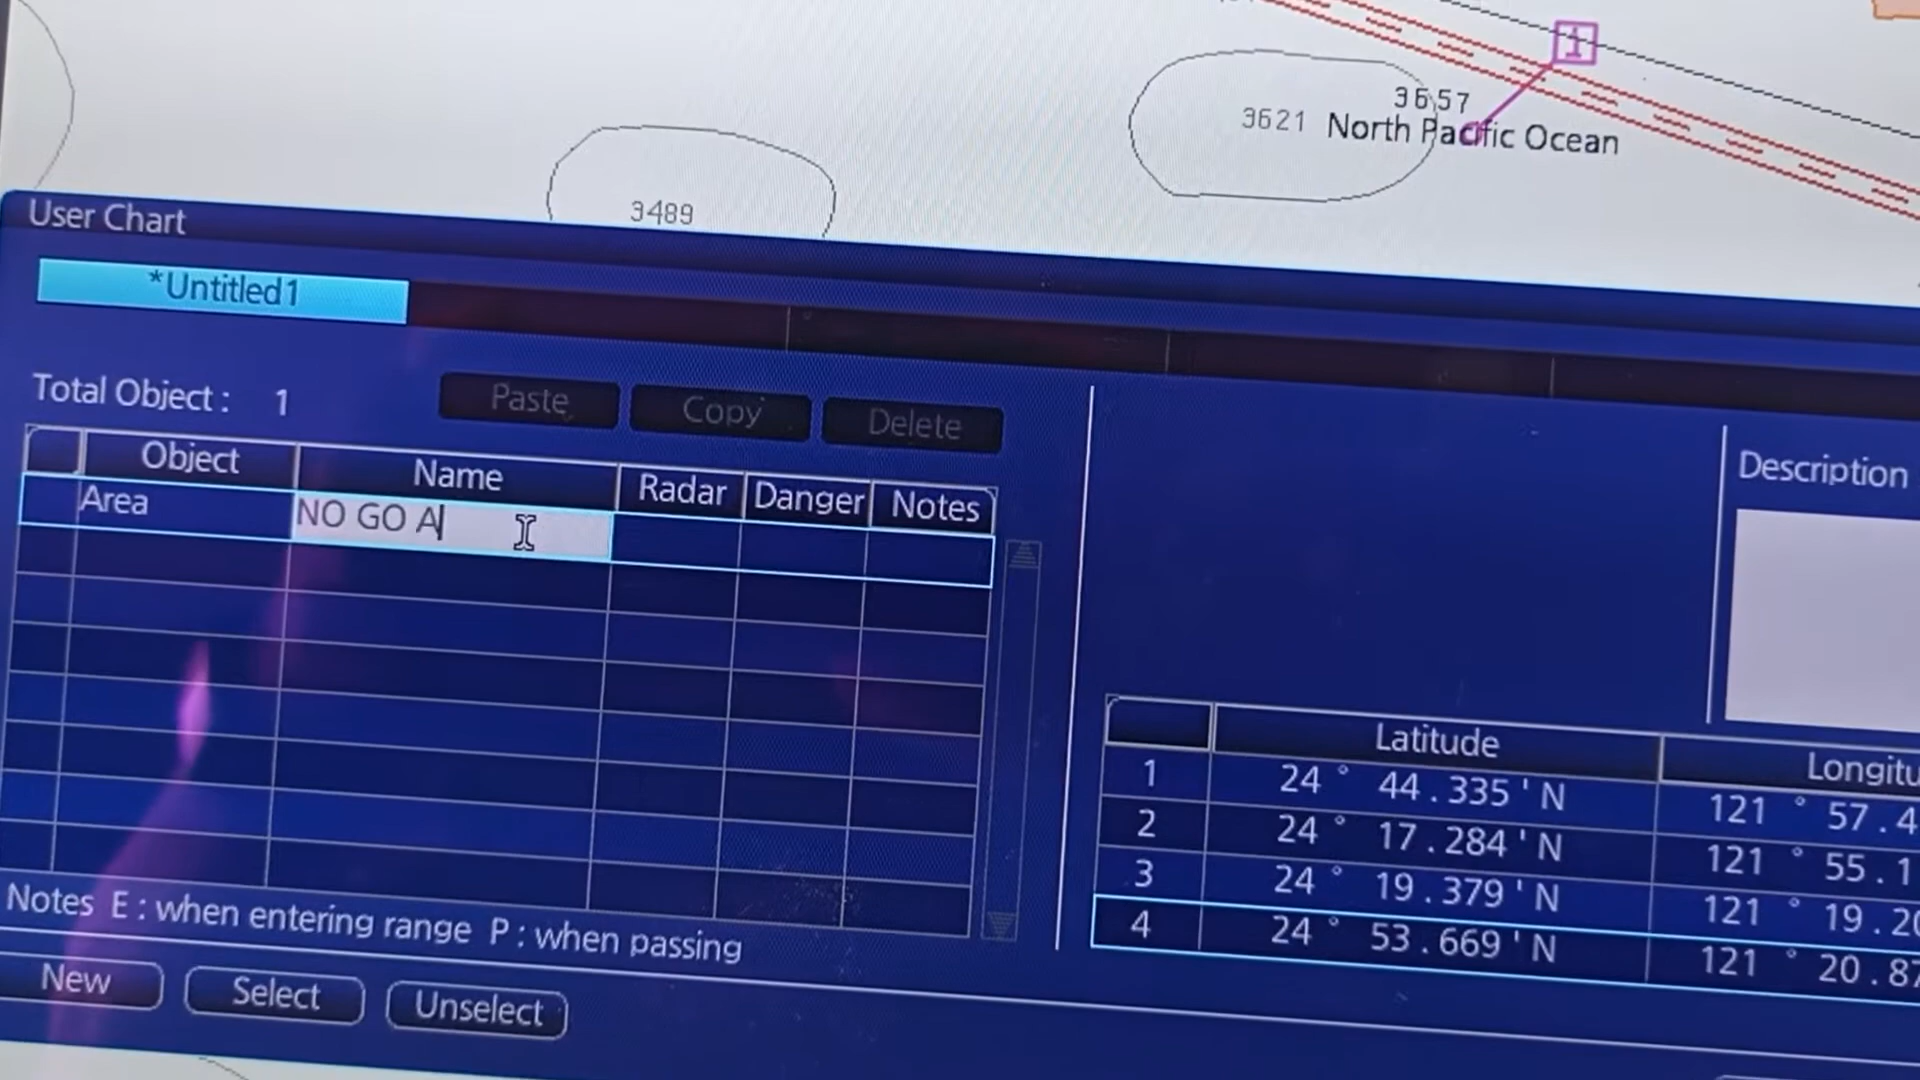 1
3657
3621 North Pacific Ocean
3489
User Chart
*Untitled1
Total Object : 1
Paste Copy Delete
Object Name Radar Danger Notes
Area NO GO A
Description
Latitude
1 24 ° 44.335 ' N 121 ° 57.4
2 24 ° 17.284 ' N 121 ° 55.1
3 24 ° 19.379 ' N 121 ° 19.20
4 24 ° 53.669 ' N 121 ° 20.87
Notes E : when entering range P : when passing
New Select Unselect